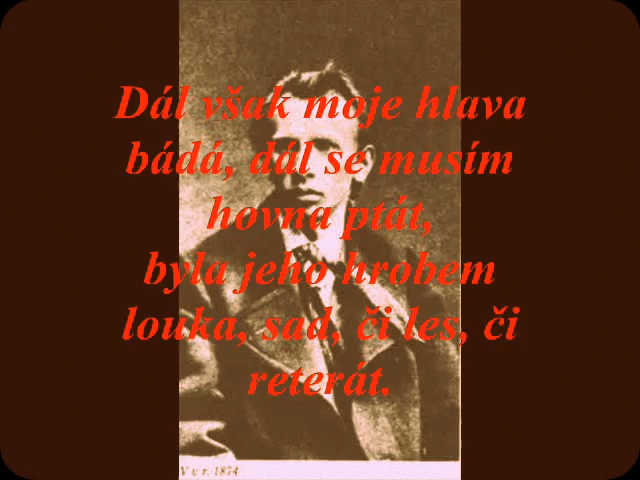 Dál však moje hlava
bádá, dál se musím
hovna ptát,
byla jeho hrobem
louka, sad, či les, či
reterát.
V v r. 1874